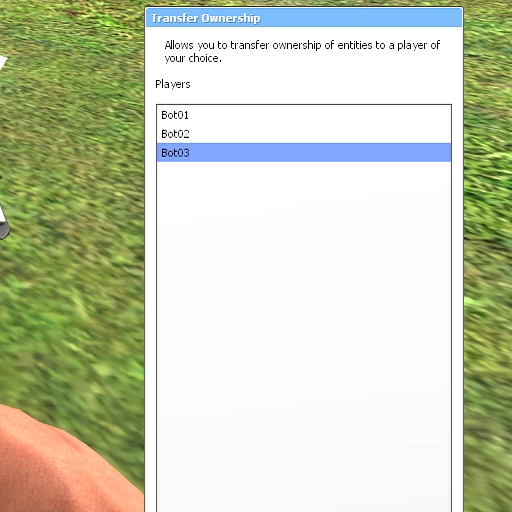 Transfer Ownership
Allows you to transfer ownership of entities to a player of
your choice.
Players
Bot01
Bot02
Bot03